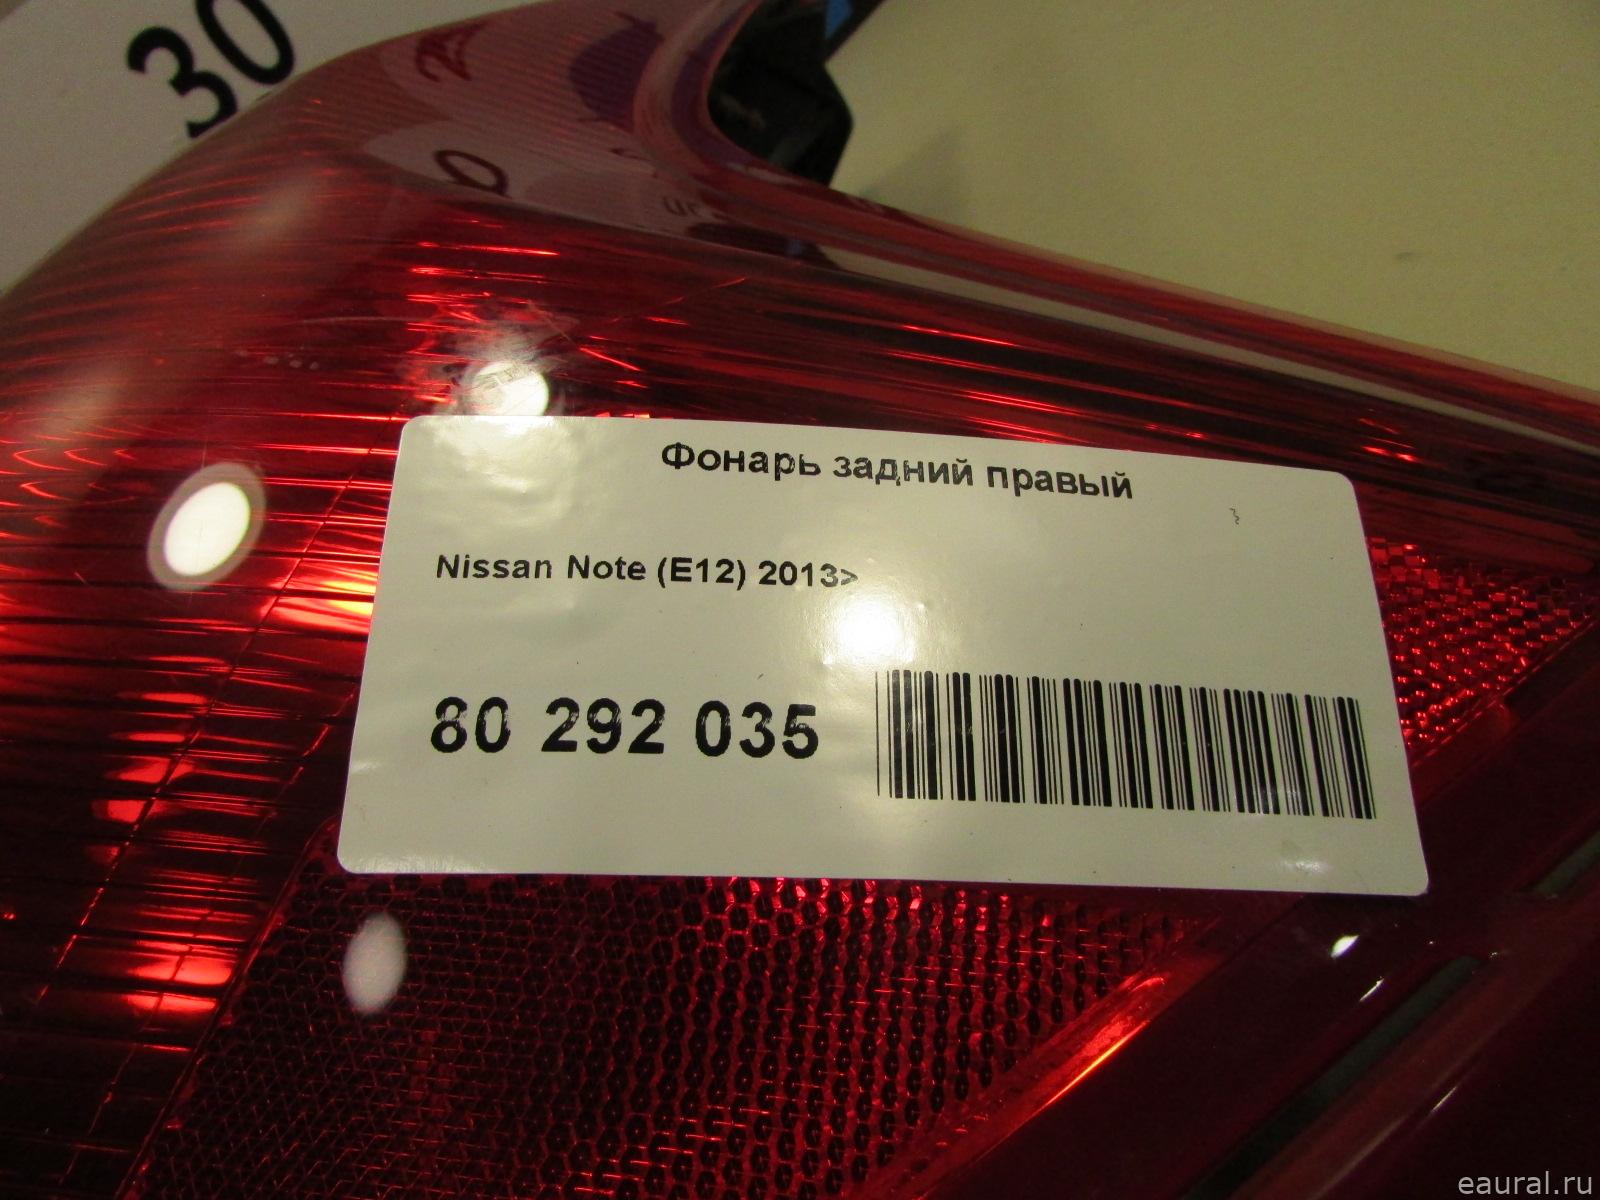 30
Фонарь задний правый
Nissan Note (E12) 2013>
80 292 035
eaural.ru